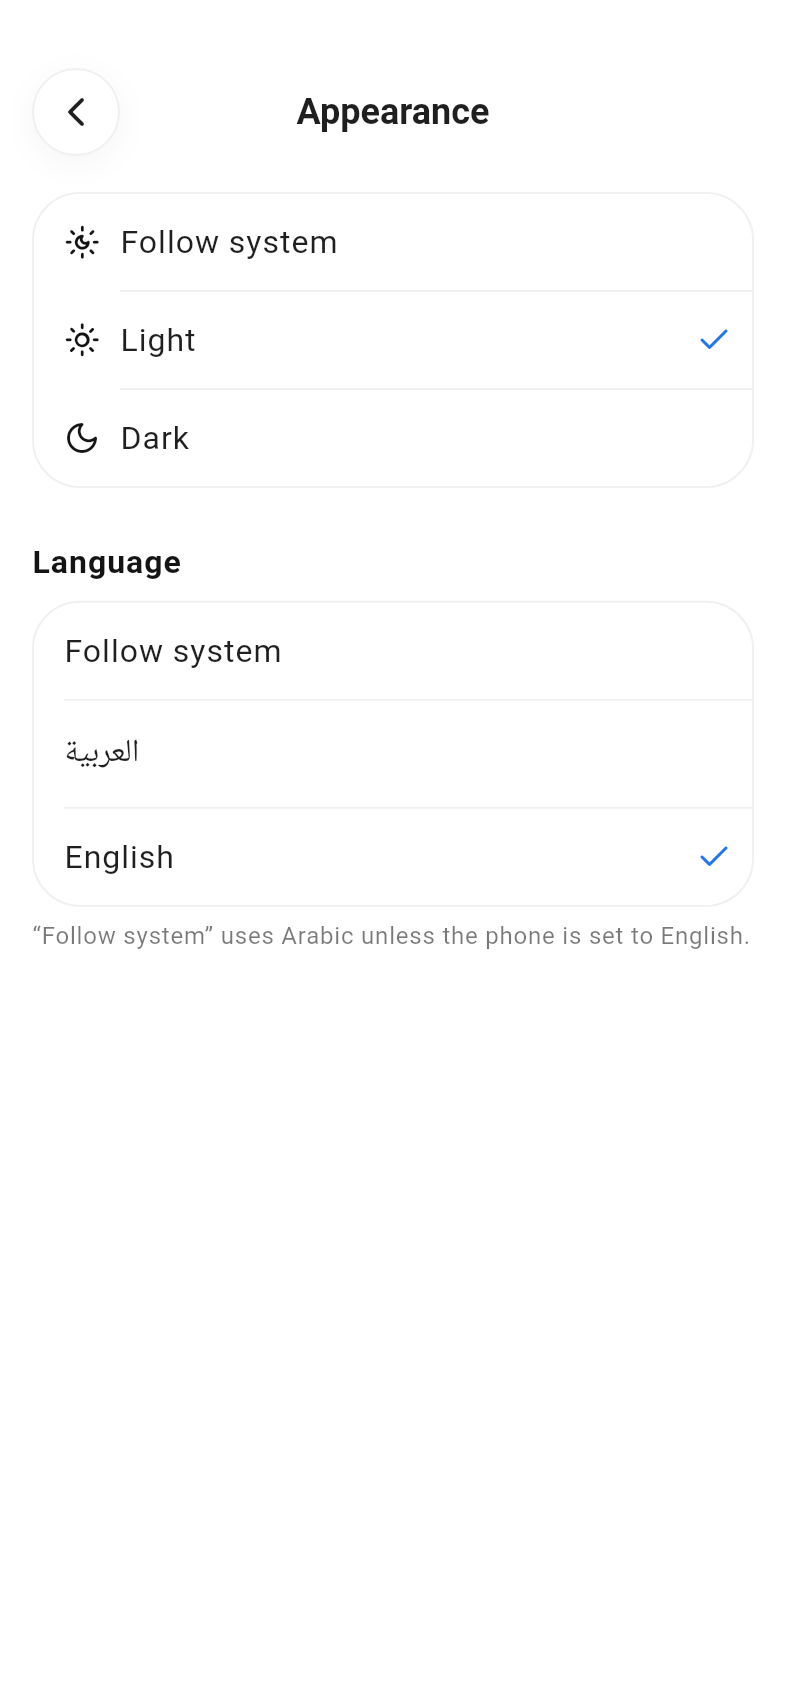 Appearance
Follow system
Light
Dark
Language
Follow system
العربية
English
“Follow system” uses Arabic unless the phone is set to English.